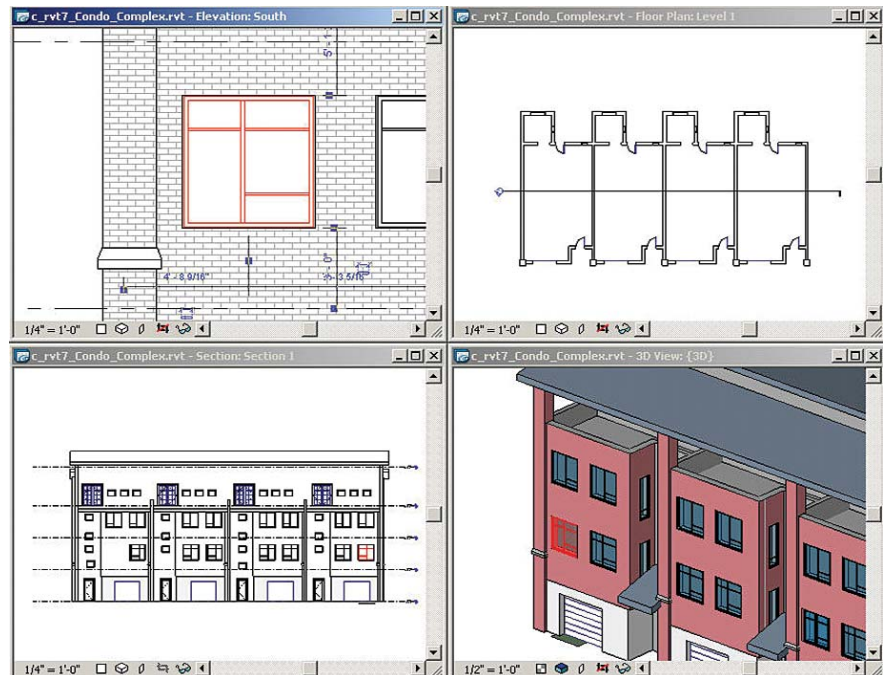 c_rvt7_Condo_Complex.rvt - Elevation: South
c_rvt7_Condo_Complex.rvt - Floor Plan: Level 1
4' - 8 9/16"
1/4" = 1'-0"
1/4" = 1'-0"
c_rvt7_Condo_Complex.rvt - Section: Section 1
c_rvt7_Condo_Complex.rvt - 3D View: {3D}
1/4" = 1'-0"
1/2" = 1'-0"